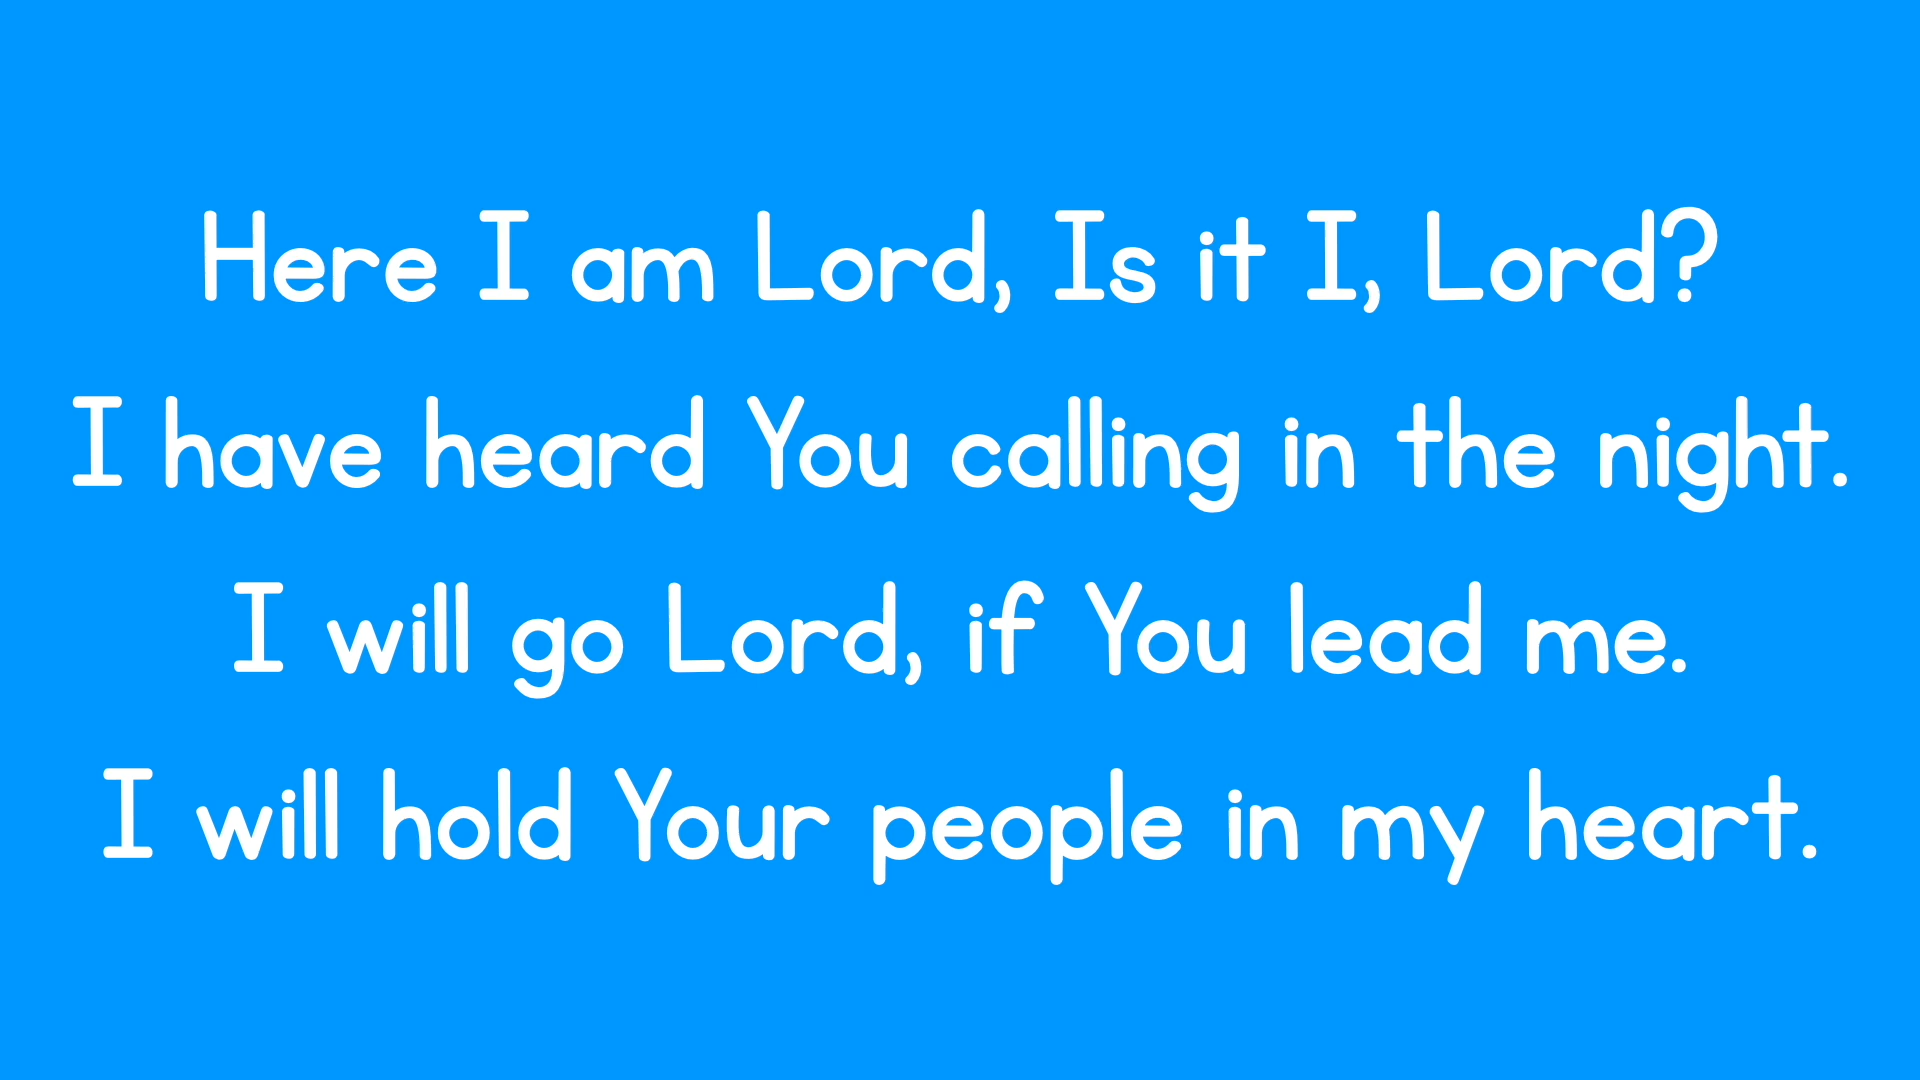 Here I am Lord, Is it I, Lord?
I have heard You calling in the night.
I will go Lord, if You lead me.
I will hold Your people in my heart.